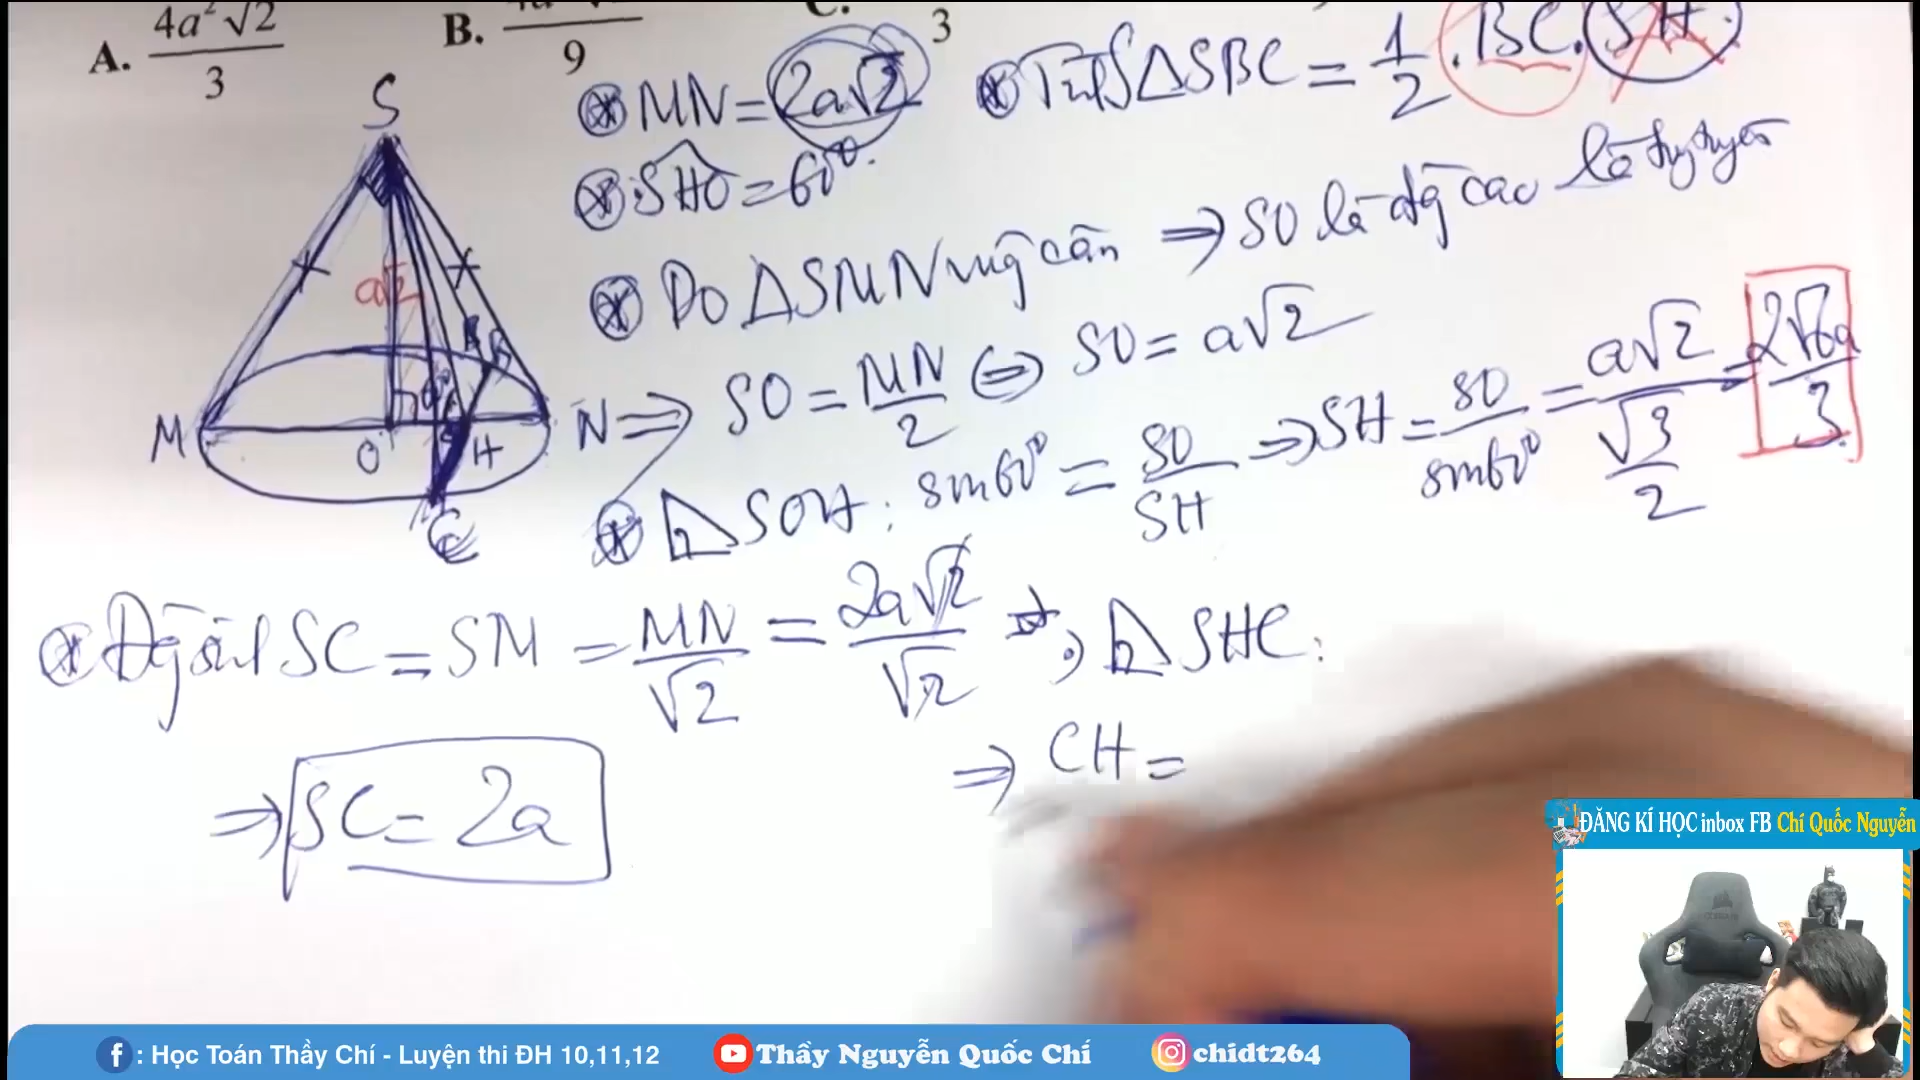 A. 4a² √2 / 3
B. / 9
C. / 3
S
M
O
H
N
B
C
a√2
⊛ MN = 2a√2
⊛ SHO = 60°.
⊛ Tính S△SBC = 1/2 . BC. SH.
⊛ Do △SMN vuông cân ⇒ SO là đg cao là
⇒ SO = MN/2 ⇔ SO = a√2
⊛ SOH : sin60° = SO/SH ⇒ SH = SO/sin60° = a√2/(√3/2) = 2√6a/3.
⊛ Đg sinh SC = SM = MN/√2 = 2a√2/√2
⇒ SC = 2a
SHC :
⇒ CH =
ĐĂNG KÍ HỌC inbox FB Chí Quốc Nguyễn
f : Học Toán Thầy Chí - Luyện thi ĐH 10,11,12
Thầy Nguyễn Quốc Chí
chidt264